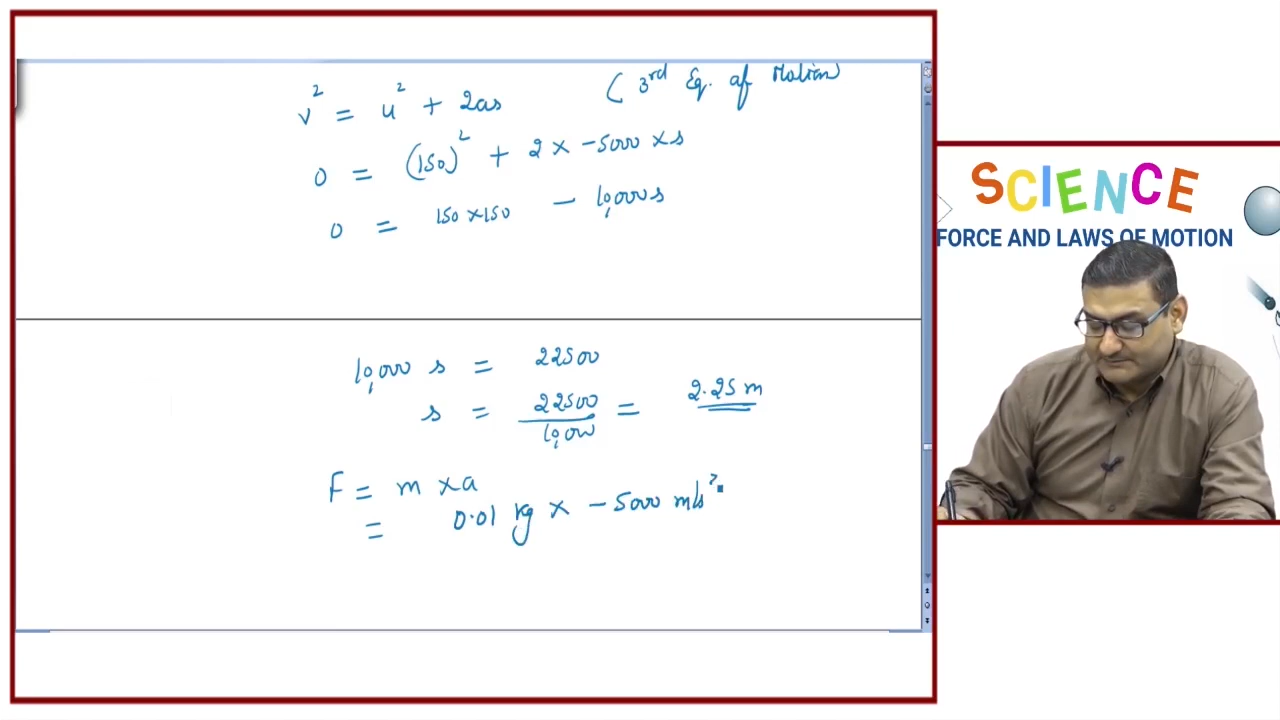 v² = u² + 2as (3rd Eq. of Motion)
0 = (150)² + 2 × -5000 × s
0 = 150 × 150 - 10,000 s
10,000 s = 22500
s = 22500/10,000 = 2.25 m
F = m × a
= 0.01 kg × -5000 m/s²
SCIENCE
FORCE AND LAWS OF MOTION